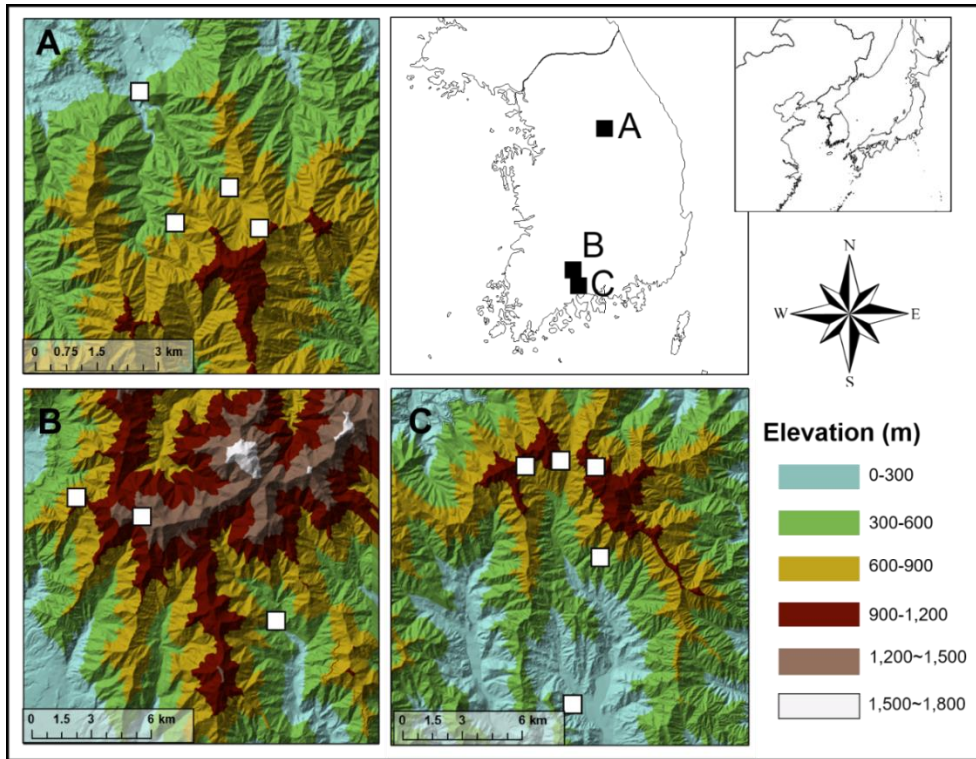 A
0 0.75 1.5 3 km
A
B
C
N
W E
S
B
0 1.5 3 6 km
C
0 1.5 3 6 km
Elevation (m)
0-300
300-600
600-900
900-1,200
1,200~1,500
1,500~1.800